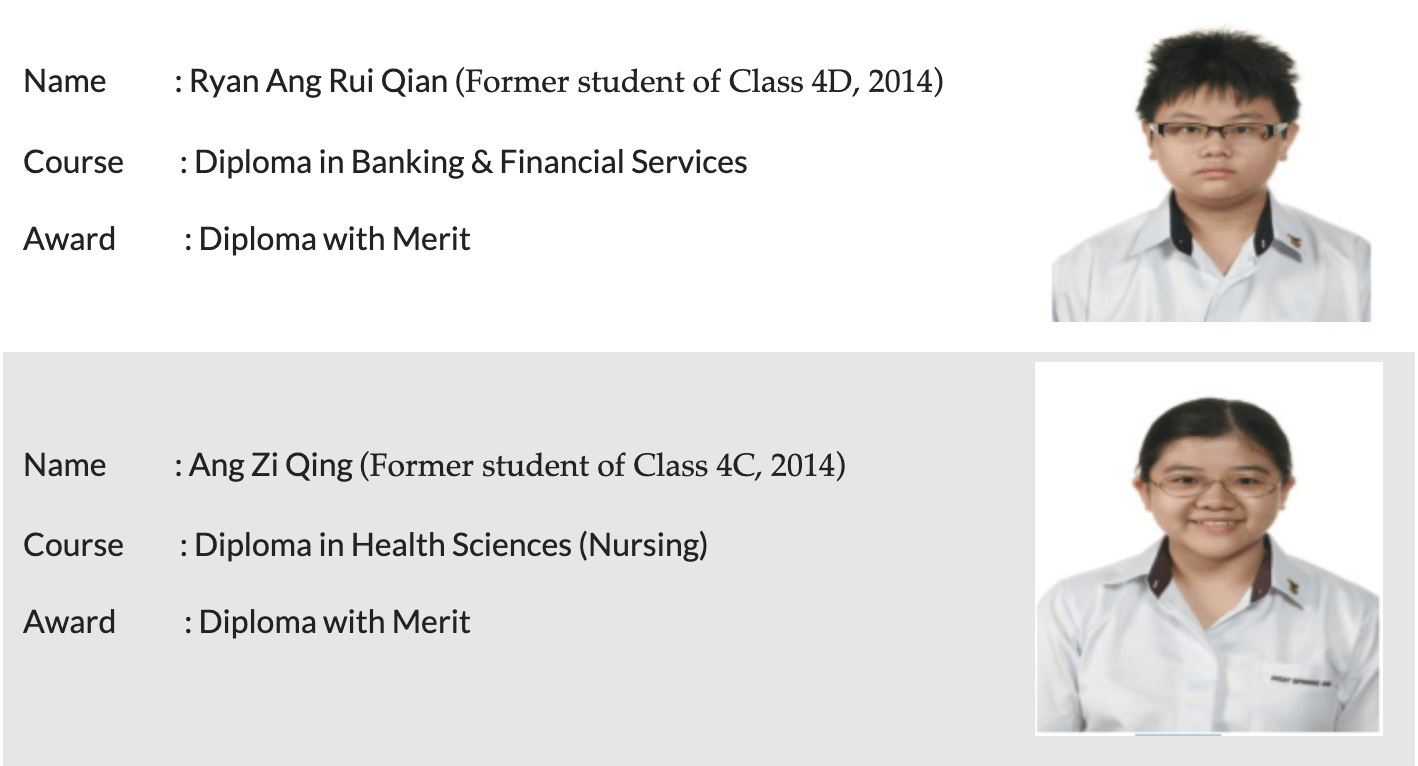 Name : Ryan Ang Rui Qian (Former student of Class 4D, 2014)
Course : Diploma in Banking & Financial Services
Award : Diploma with Merit
Name : Ang Zi Qing (Former student of Class 4C, 2014)
Course : Diploma in Health Sciences (Nursing)
Award : Diploma with Merit